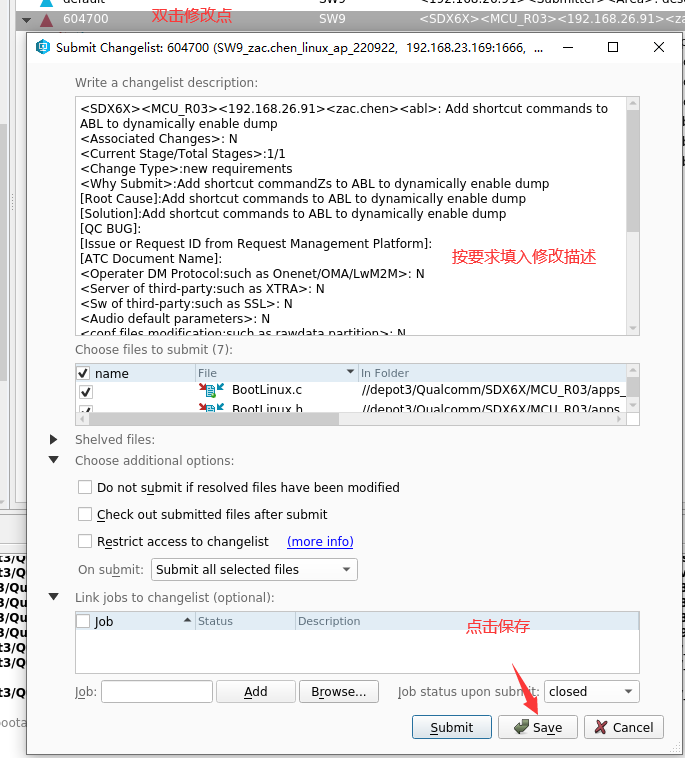 default SW9 <SDX6X><MCU_R03><192.168.26.91> <Submitter><Area>: default
604700 双击修改点 SW9 <SDX6X><MCU_R03><192.168.26.91><za
Submit Changelist: 604700 (SW9_zac.chen_linux_ap_220922, 192.168.23.169:1666, ...
Write a changelist description:
<SDX6X><MCU_R03><192.168.26.91><zac.chen><abl>: Add shortcut commands to
ABL to dynamically enable dump
<Associated Changes>: N
<Current Stage/Total Stages>:1/1
<Change Type>:new requirements
<Why Submit>:Add shortcut commandZs to ABL to dynamically enable dump
[Root Cause]:Add shortcut commands to ABL to dynamically enable dump
[Solution]:Add shortcut commands to ABL to dynamically enable dump
[QC BUG]:
[Issue or Request ID from Request Management Platform]:
[ATC Document Name]:
按要求填入修改描述
<Operater DM Protocol:such as Onenet/OMA/LwM2M>: N
<Server of third-party:such as XTRA>: N
<Sw of third-party:such as SSL>: N
<Audio default parameters>: N
<conf files modification:such as rawdata partition>: N
Choose files to submit (7):
name File In Folder
BootLinux.c //depot3/Qualcomm/SDX6X/MCU_R03/apps_
BootLinux.h //depot3/Qualcomm/SDX6X/MCU_R03/apps_
Shelved files:
Choose additional options:
Do not submit if resolved files have been modified
Check out submitted files after submit
Restrict access to changelist (more info)
On submit: Submit all selected files
Link jobs to changelist (optional):
Job Status Description
点击保存
Job: Add Browse... Job status upon submit: closed
Submit Save Cancel